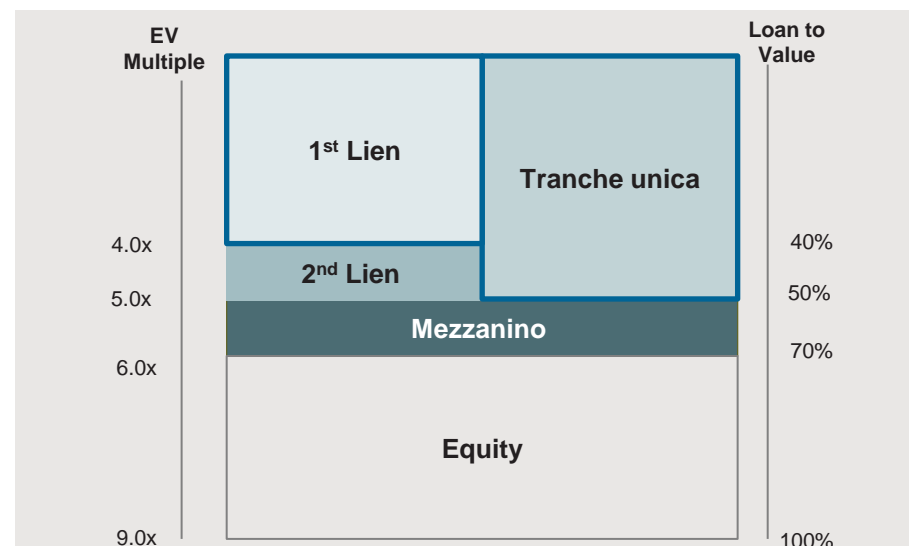 EV
Multiple
Loan to
Value
1st Lien
Tranche unica
4.0x
40%
2nd Lien
5.0x
50%
Mezzanino
6.0x
70%
Equity
9.0x
100%